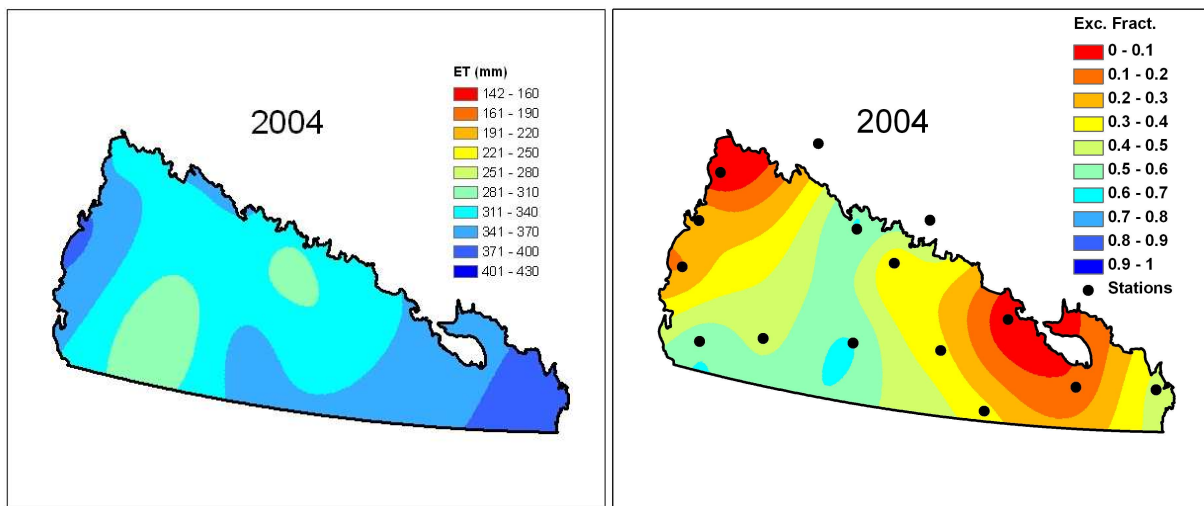 ET (mm)
142 - 160
161 - 190
191 - 220
221 - 250
251 - 280
281 - 310
311 - 340
341 - 370
371 - 400
401 - 430
2004
Exc. Fract.
0 - 0.1
0.1 - 0.2
0.2 - 0.3
0.3 - 0.4
0.4 - 0.5
0.5 - 0.6
0.6 - 0.7
0.7 - 0.8
0.8 - 0.9
0.9 - 1
Stations
2004